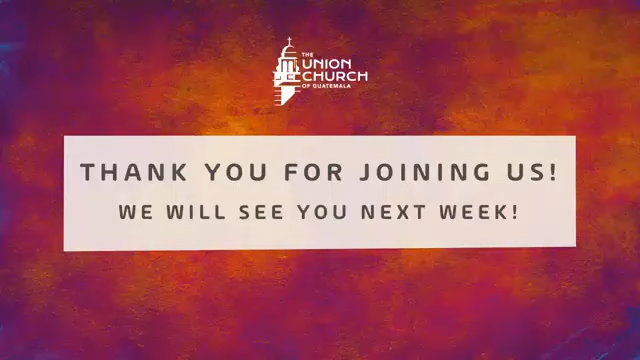 THE
UNION
CHURCH
OF GUATEMALA
THANK YOU FOR JOINING US!
WE WILL SEE YOU NEXT WEEK!